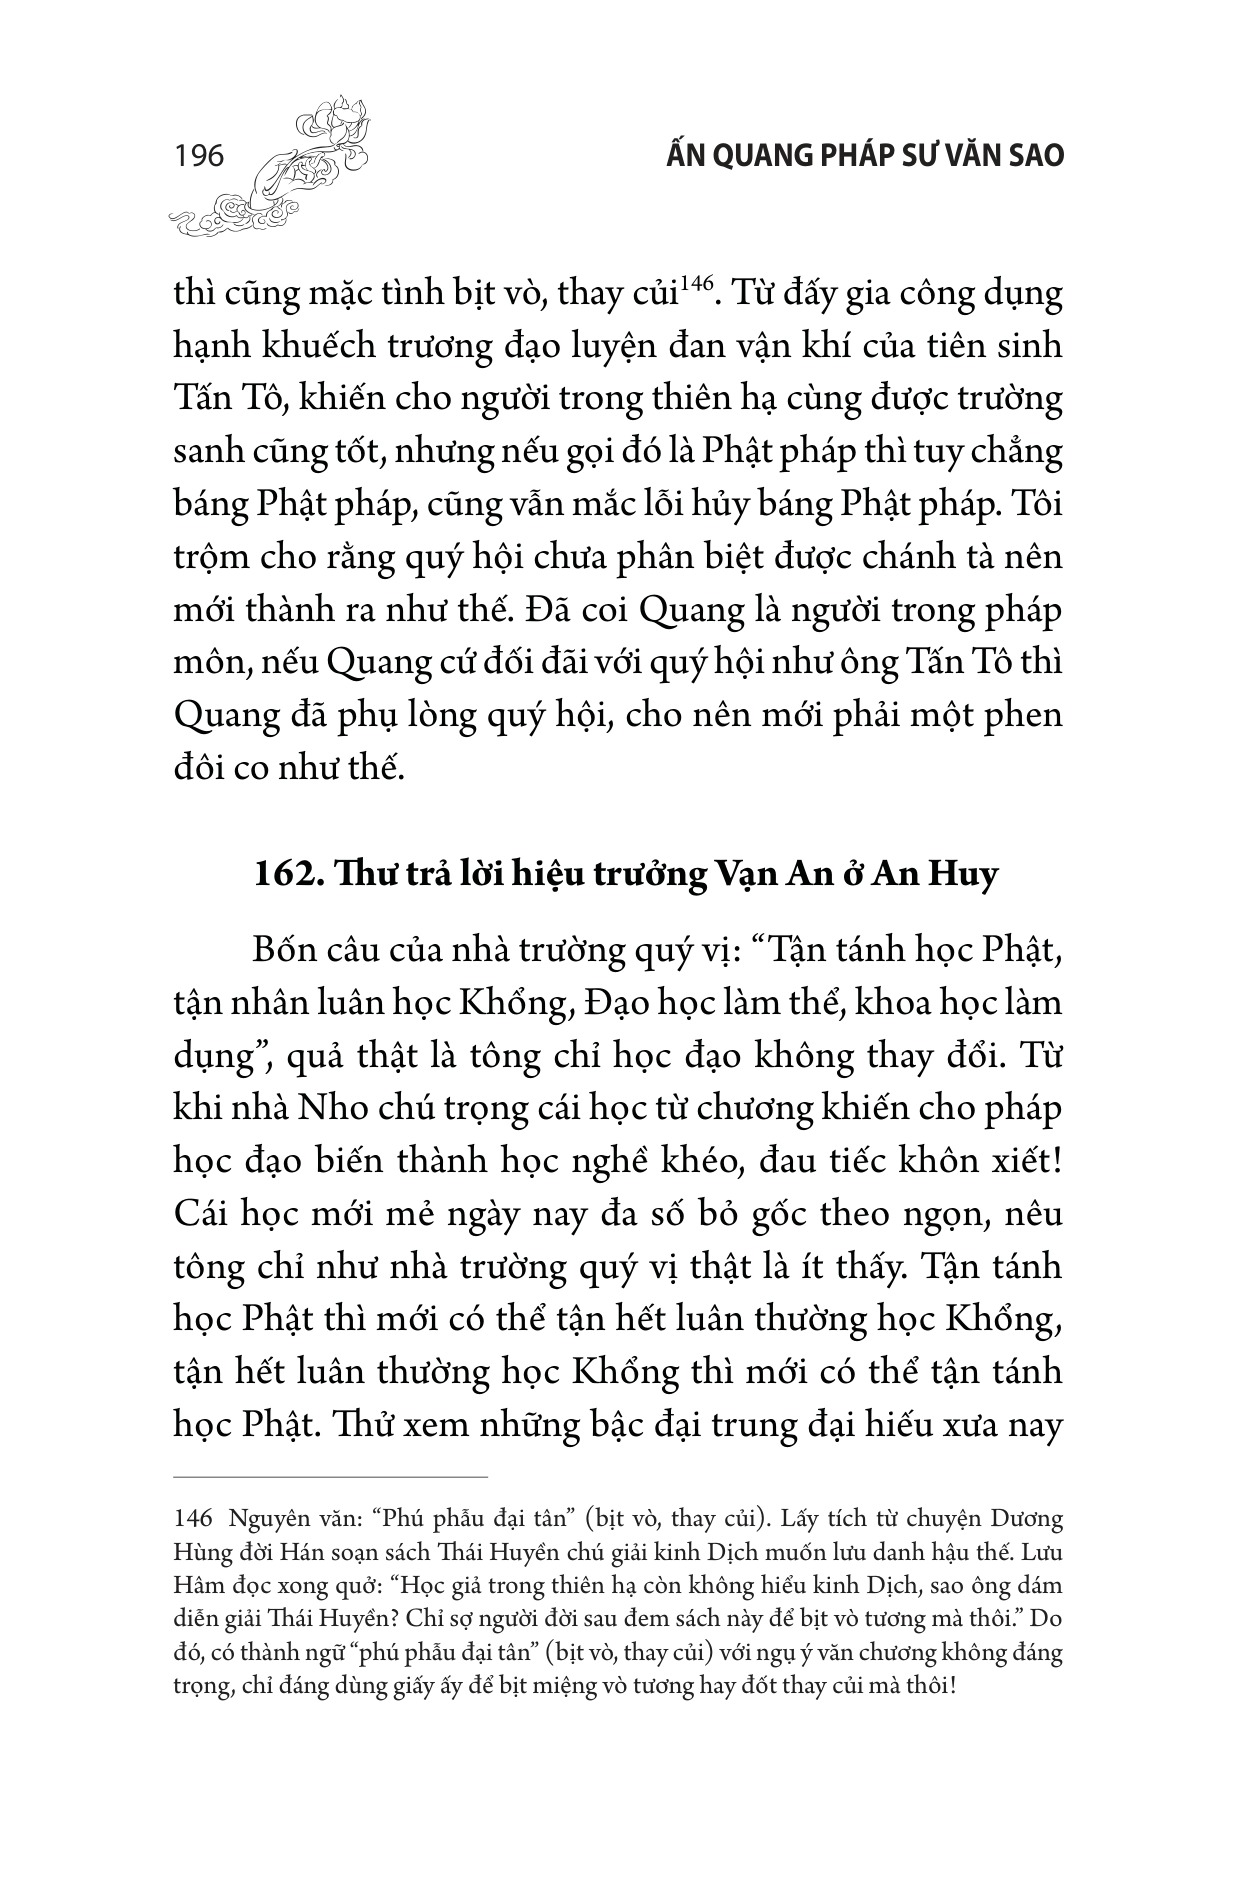 196
ẤN QUANG PHÁP SƯ VĂN SAO
thì cũng mặc tình bịt vò, thay củi146. Từ đấy gia công dụng
hạnh khuếch trương đạo luyện đan vận khí của tiên sinh
Tấn Tô, khiến cho người trong thiên hạ cùng được trường
sanh cũng tốt, nhưng nếu gọi đó là Phật pháp thì tuy chẳng
báng Phật pháp, cũng vẫn mắc lỗi hủy báng Phật pháp. Tôi
trộm cho rằng quý hội chưa phân biệt được chánh tà nên
mới thành ra như thế. Đã coi Quang là người trong pháp
môn, nếu Quang cứ đối đãi với quý hội như ông Tấn Tô thì
Quang đã phụ lòng quý hội, cho nên mới phải một phen
đôi co như thế.
162. Thư trả lời hiệu trưởng Vạn An ở An Huy
Bốn câu của nhà trường quý vị: “Tận tánh học Phật,
tận nhân luân học Khổng, Đạo học làm thể, khoa học làm
dụng”, quả thật là tông chỉ học đạo không thay đổi. Từ
khi nhà Nho chú trọng cái học từ chương khiến cho pháp
học đạo biến thành học nghề khéo, đau tiếc khôn xiết!
Cái học mới mẻ ngày nay đa số bỏ gốc theo ngọn, nêu
tông chỉ như nhà trường quý vị thật là ít thấy. Tận tánh
học Phật thì mới có thể tận hết luân thường học Khổng,
tận hết luân thường học Khổng thì mới có thể tận tánh
học Phật. Thử xem những bậc đại trung đại hiếu xưa nay
146 Nguyên văn: “Phú phẫu đại tân” (bịt vò, thay củi). Lấy tích từ chuyện Dương
Hùng đời Hán soạn sách Thái Huyền chú giải kinh Dịch muốn lưu danh hậu thế. Lưu
Hâm đọc xong quở: “Học giả trong thiên hạ còn không hiểu kinh Dịch, sao ông dám
diễn giải Thái Huyền? Chỉ sợ người đời sau đem sách này để bịt vò tương mà thôi.” Do
đó, có thành ngữ “phú phẫu đại tân” (bịt vò, thay củi) với ngụ ý văn chương không đáng
trọng, chỉ đáng dùng giấy ấy để bịt miệng vò tương hay đốt thay củi mà thôi!